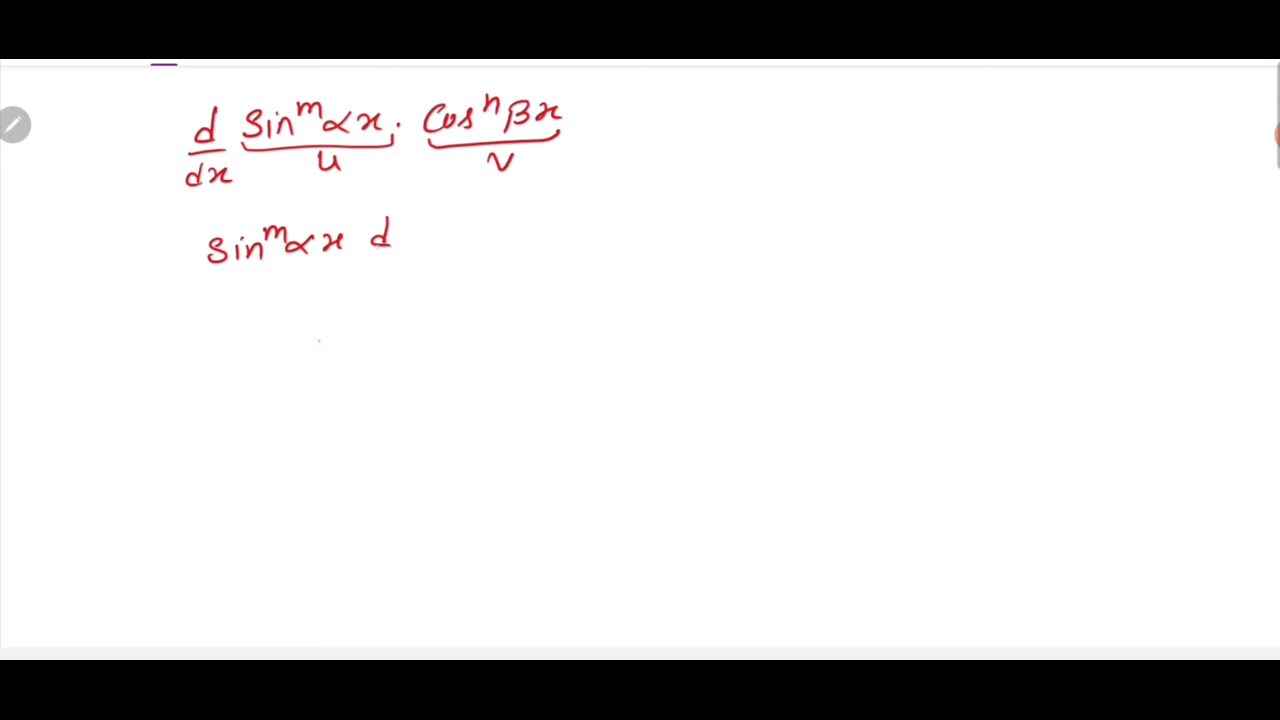 d/dx sin^m αx · cos^n βx
u v
sin^m αx d